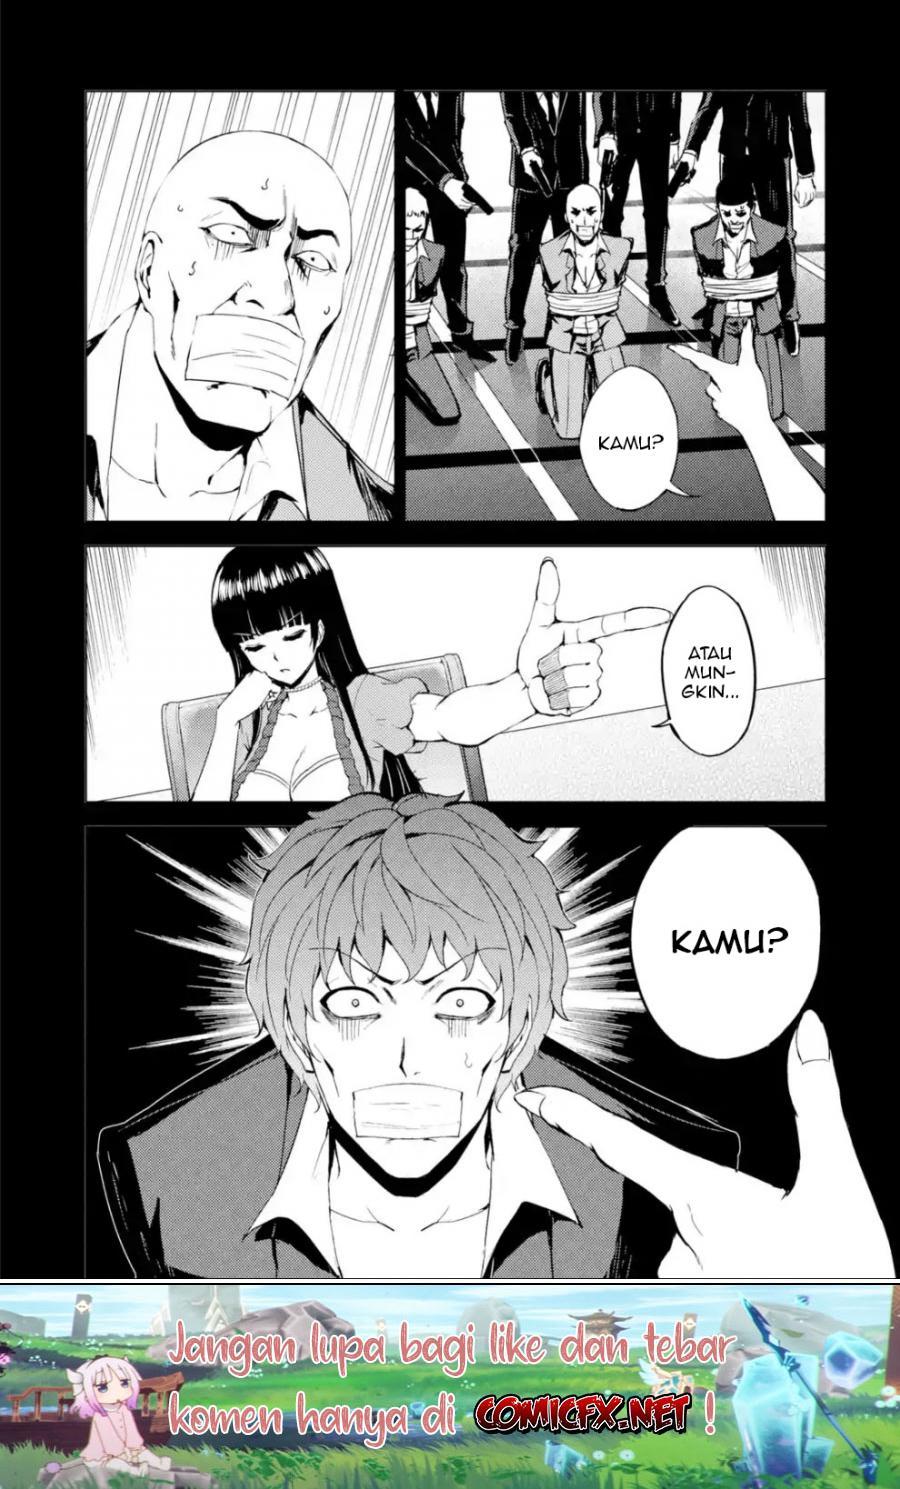 KAMU?
ATAU
MUN-
GKIN...
KAMU?
Jangan lupa bagi like dan tebar
komen hanya di COMICFX.NET !